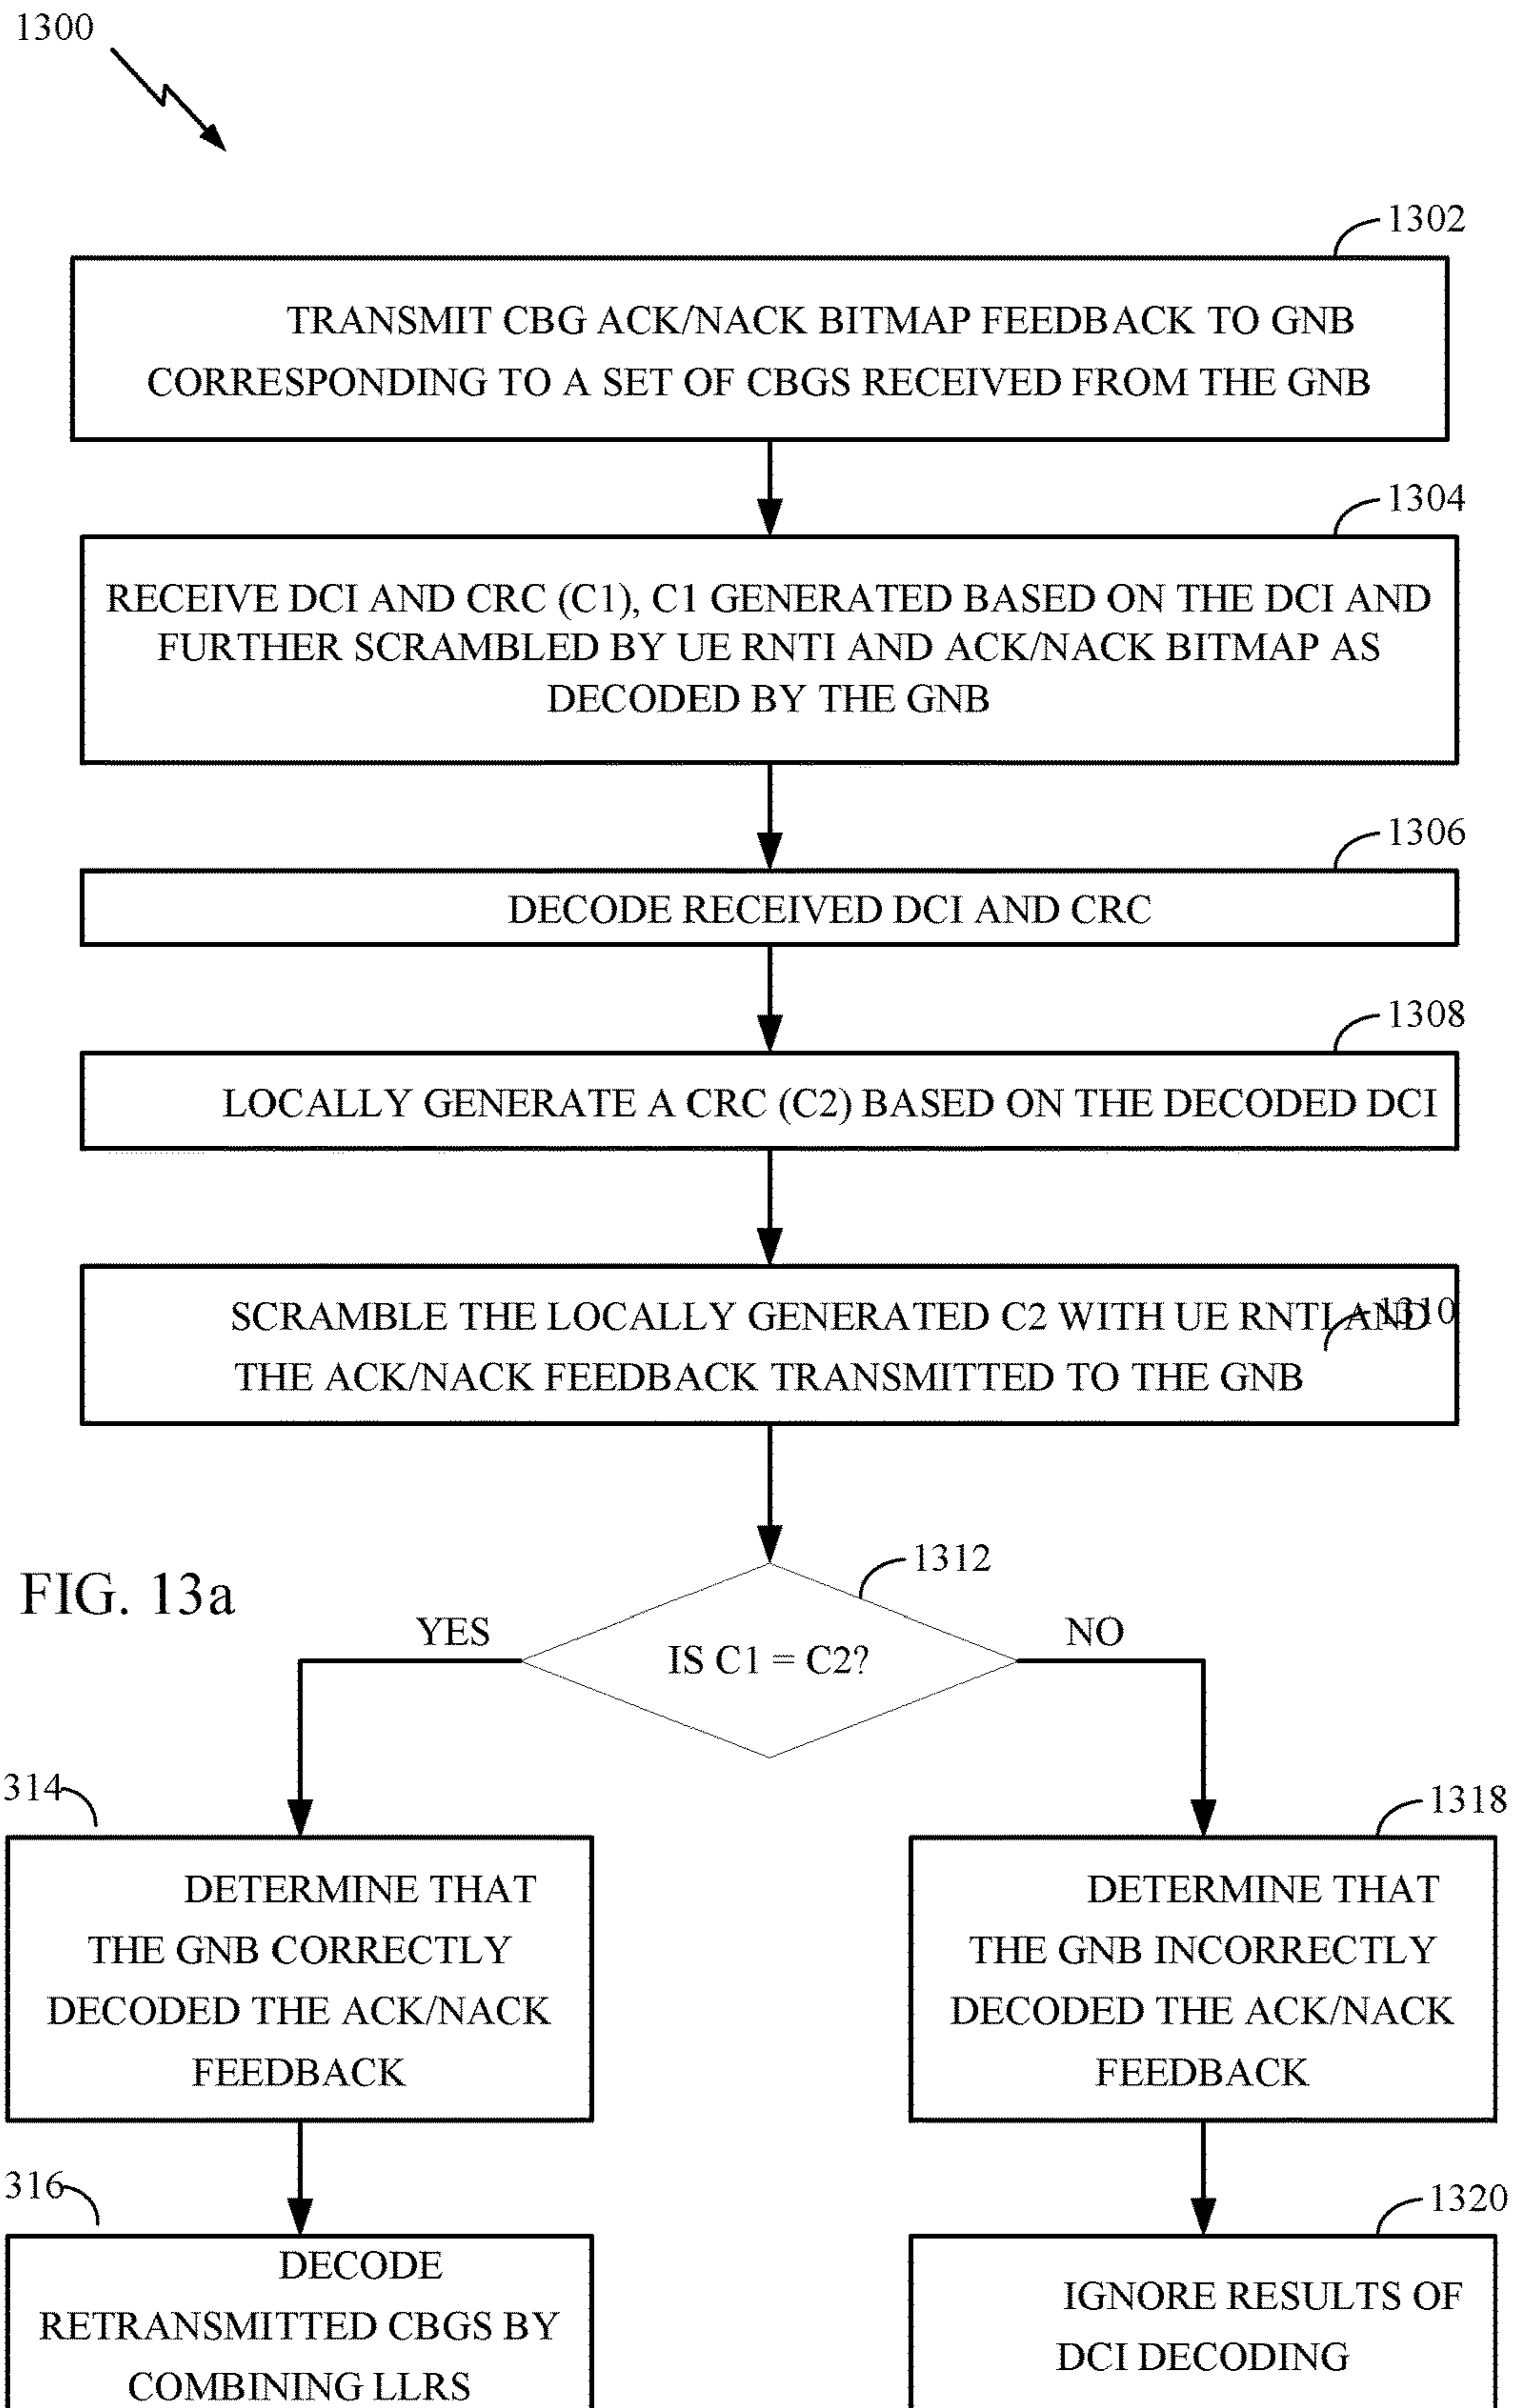 1300
1302
TRANSMIT CBG ACK/NACK BITMAP FEEDBACK TO GNB
CORRESPONDING TO A SET OF CBGS RECEIVED FROM THE GNB
1304
RECEIVE DCI AND CRC (C1), C1 GENERATED BASED ON THE DCI AND
FURTHER SCRAMBLED BY UE RNTI AND ACK/NACK BITMAP AS
DECODED BY THE GNB
1306
DECODE RECEIVED DCI AND CRC
1308
LOCALLY GENERATE A CRC (C2) BASED ON THE DECODED DCI
1310
SCRAMBLE THE LOCALLY GENERATED C2 WITH UE RNTI AND
THE ACK/NACK FEEDBACK TRANSMITTED TO THE GNB
FIG. 13a
1312
YES
IS C1 = C2?
NO
314
DETERMINE THAT
THE GNB CORRECTLY
DECODED THE ACK/NACK
FEEDBACK
1318
DETERMINE THAT
THE GNB INCORRECTLY
DECODED THE ACK/NACK
FEEDBACK
316
DECODE
RETRANSMITTED CBGS BY
COMBINING LLRS
1320
IGNORE RESULTS OF
DCI DECODING